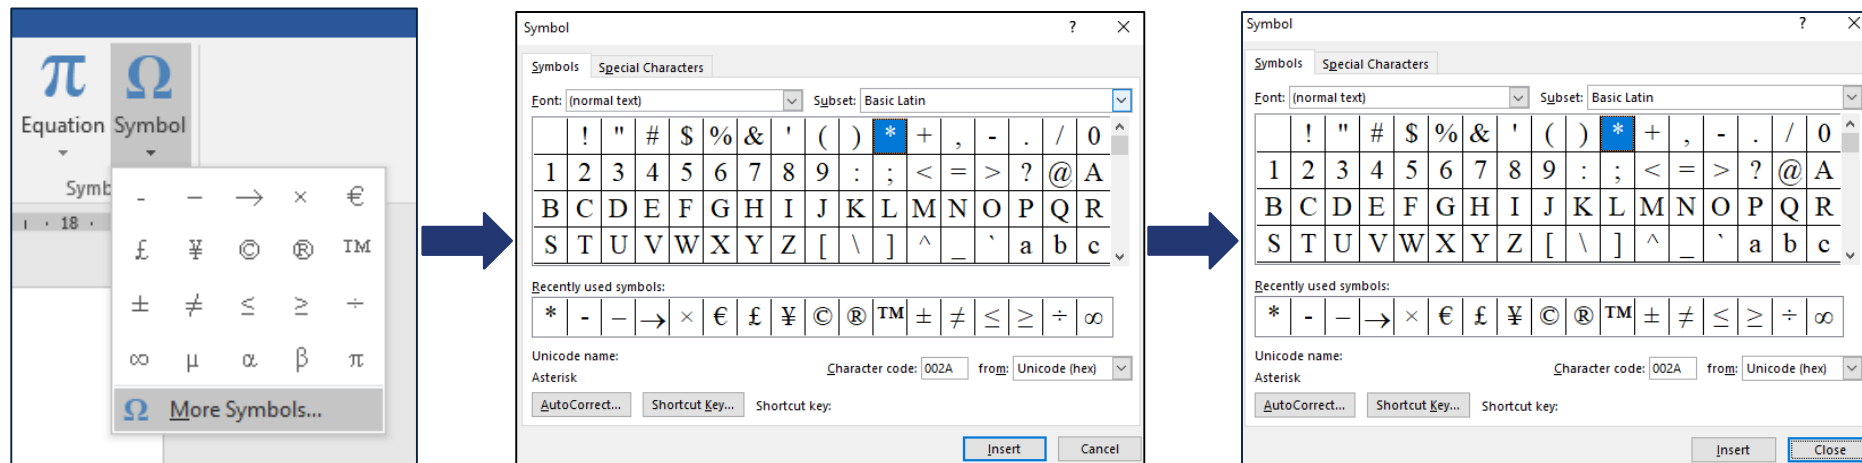 π Ω
Equation Symbol
Symb
18
- – → × €
£ ¥ © ® TM
± ≠ ≤ ≥ ÷
∞ µ α β π
Ω More Symbols...
Symbol ? ×
Symbols Special Characters
Font: (normal text) Subset: Basic Latin
! " # $ % & ' ( ) * + , - . / 0
1 2 3 4 5 6 7 8 9 : ; < = > ? @ A
B C D E F G H I J K L M N O P Q R
S T U V W X Y Z [ \ ] ^ _ ` a b c
Recently used symbols:
* - – → × € £ ¥ © ® TM ± ≠ ≤ ≥ ÷ ∞
Unicode name:
Asterisk
Character code: 002A from: Unicode (hex)
AutoCorrect... Shortcut Key... Shortcut key:
Insert Cancel
Symbol ? ×
Symbols Special Characters
Font: (normal text) Subset: Basic Latin
! " # $ % & ' ( ) * + , - . / 0
1 2 3 4 5 6 7 8 9 : ; < = > ? @ A
B C D E F G H I J K L M N O P Q R
S T U V W X Y Z [ \ ] ^ _ ` a b c
Recently used symbols:
* - – → × € £ ¥ © ® TM ± ≠ ≤ ≥ ÷ ∞
Unicode name:
Asterisk
Character code: 002A from: Unicode (hex)
AutoCorrect... Shortcut Key... Shortcut key:
Insert Close